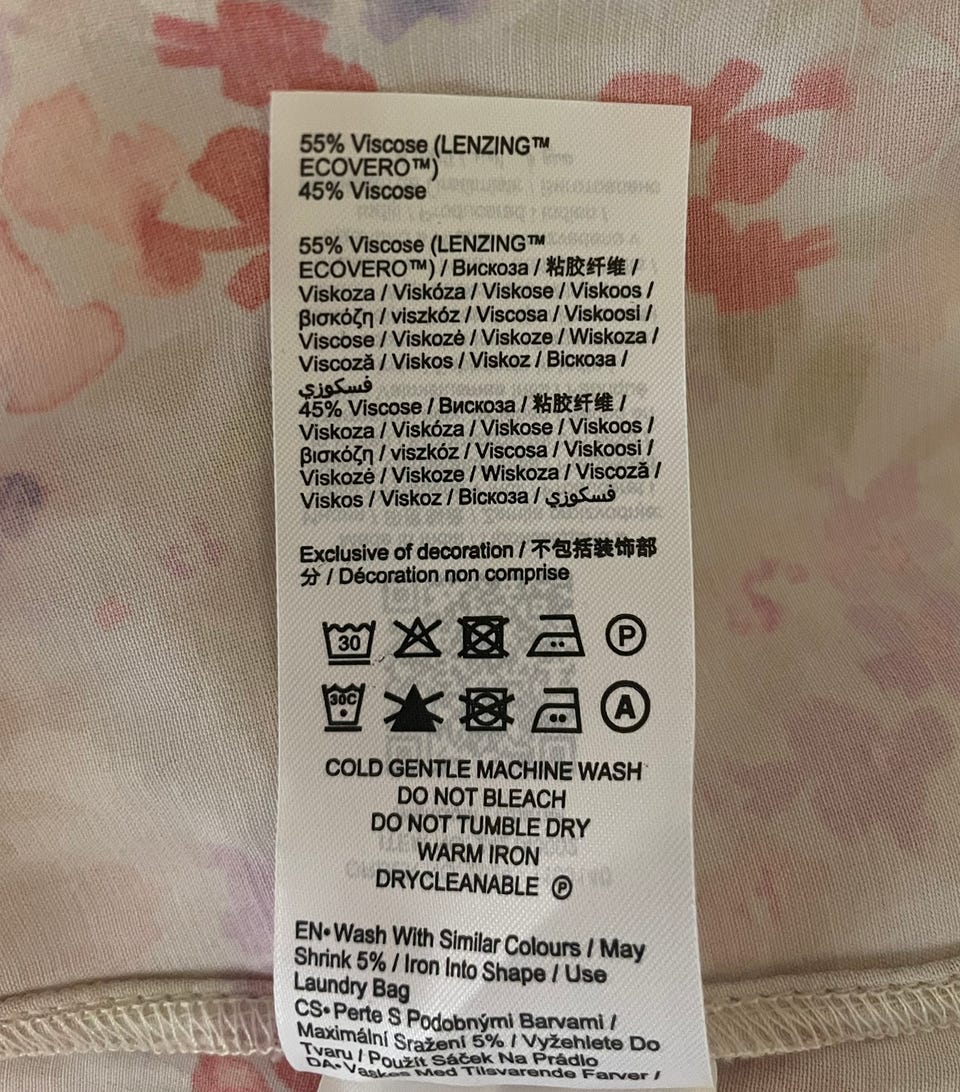 55% Viscose (LENZING™
ECOVERO™)
45% Viscose
55% Viscose (LENZING™
ECOVERO™) / Вискоза / 粘胶纤维 /
Viskoza / Viskóza / Viskose / Viskoos /
βισκόζη / viszkóz / Viscosa / Viskoosi /
Viscose / Viskozė / Viskoze / Wiskoza /
Viscoză / Viskos / Viskoz / Віскоза /
فسكوزي
45% Viscose / Вискоза / 粘胶纤维 /
Viskoza / Viskóza / Viskose / Viskoos /
βισκόζη / viszkóz / Viscosa / Viskoosi /
Viskozė / Viskoze / Wiskoza / Viscoză /
Viskos / Viskoz / Віскоза / فسكوزي
Exclusive of decoration / 不包括装饰部
分 / Décoration non comprise
30 P
30C A
COLD GENTLE MACHINE WASH
DO NOT BLEACH
DO NOT TUMBLE DRY
WARM IRON
DRYCLEANABLE Ⓟ
EN• Wash With Similar Colours / May
Shrink 5% / Iron Into Shape / Use
Laundry Bag
CS• Perte S Podobnými Barvami /
Maximální Sražení 5% / Vyžehlete Do
Tvaru / Použít Sáček Na Prádlo
DA• Vaskes Med Tilsvarende Farver /